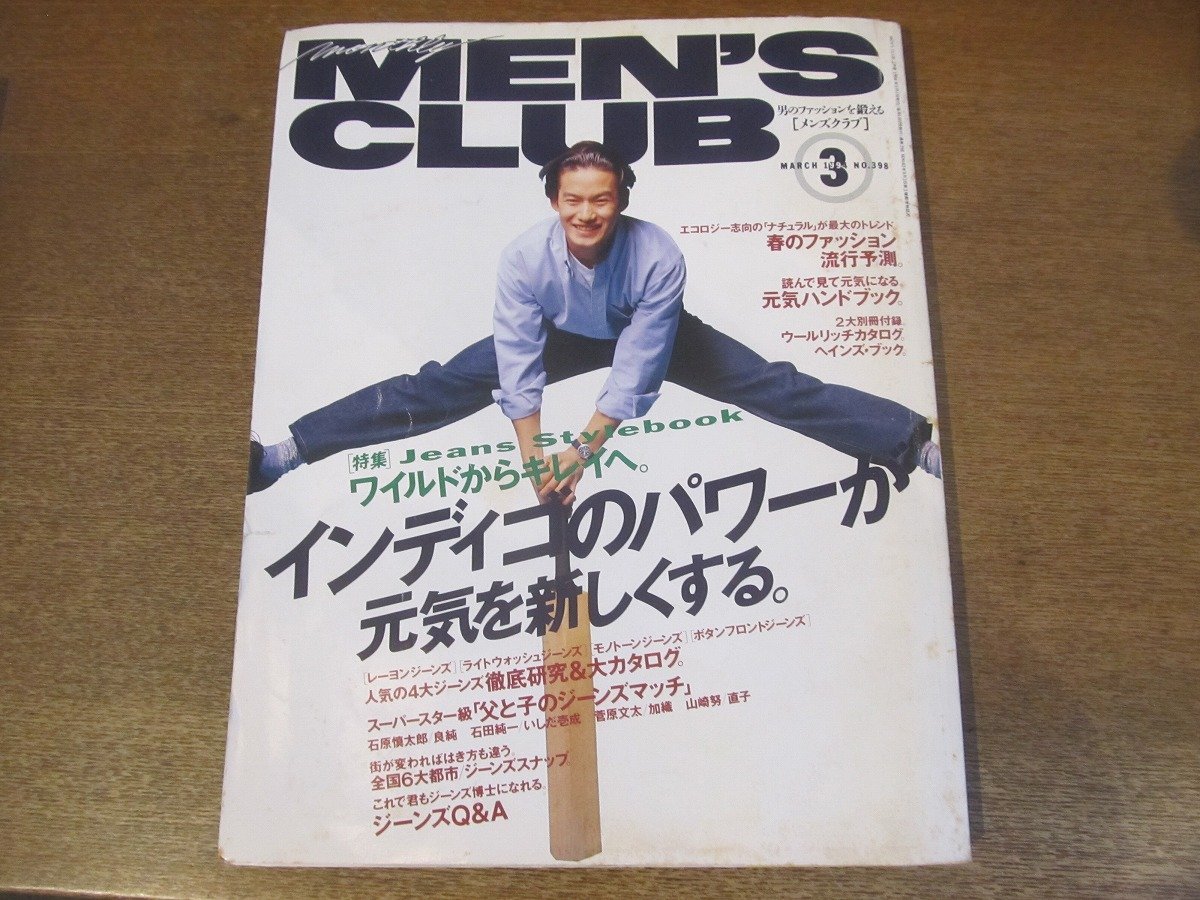 monthly
MEN'S
CLUB
男のファッションを鍛える
[メンズクラブ]
3
MARCH 1994 NO.398
エコロジー志向の「ナチュラル」が最大のトレンド
春のファッション
流行予測。
読んで見て元気になる。
元気ハンドブック。
2大別冊付録
ウールリッチカタログ。
ヘインズ・ブック。
[特集] Jeans Stylebook
ワイルドからキレイへ。
インディゴのパワーが
元気を新しくする。
[レーヨンジーンズ] [ライトウォッシュジーンズ] [モノトーンジーンズ] [ボタンフロントジーンズ]
人気の4大ジーンズ徹底研究&大カタログ。
スーパースター級「父と子のジーンズマッチ」
石原慎太郎/良純 石田純一/いしだ壱成 菅原文太/加織 山崎努/直子
街が変わればはき方も違う。
全国6大都市/ジーンズスナップ
これで君もジーンズ博士になれる。
ジーンズQ&A